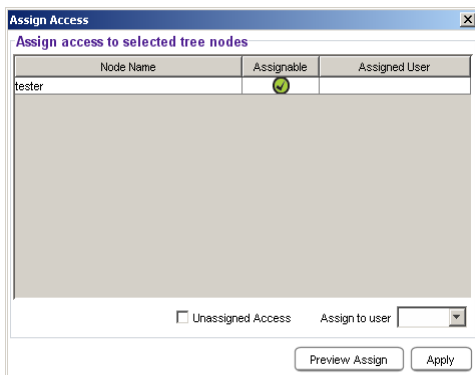 Assign Access
Assign access to selected tree nodes
Node Name Assignable Assigned User
tester
Unassigned Access Assign to user
Preview Assign Apply